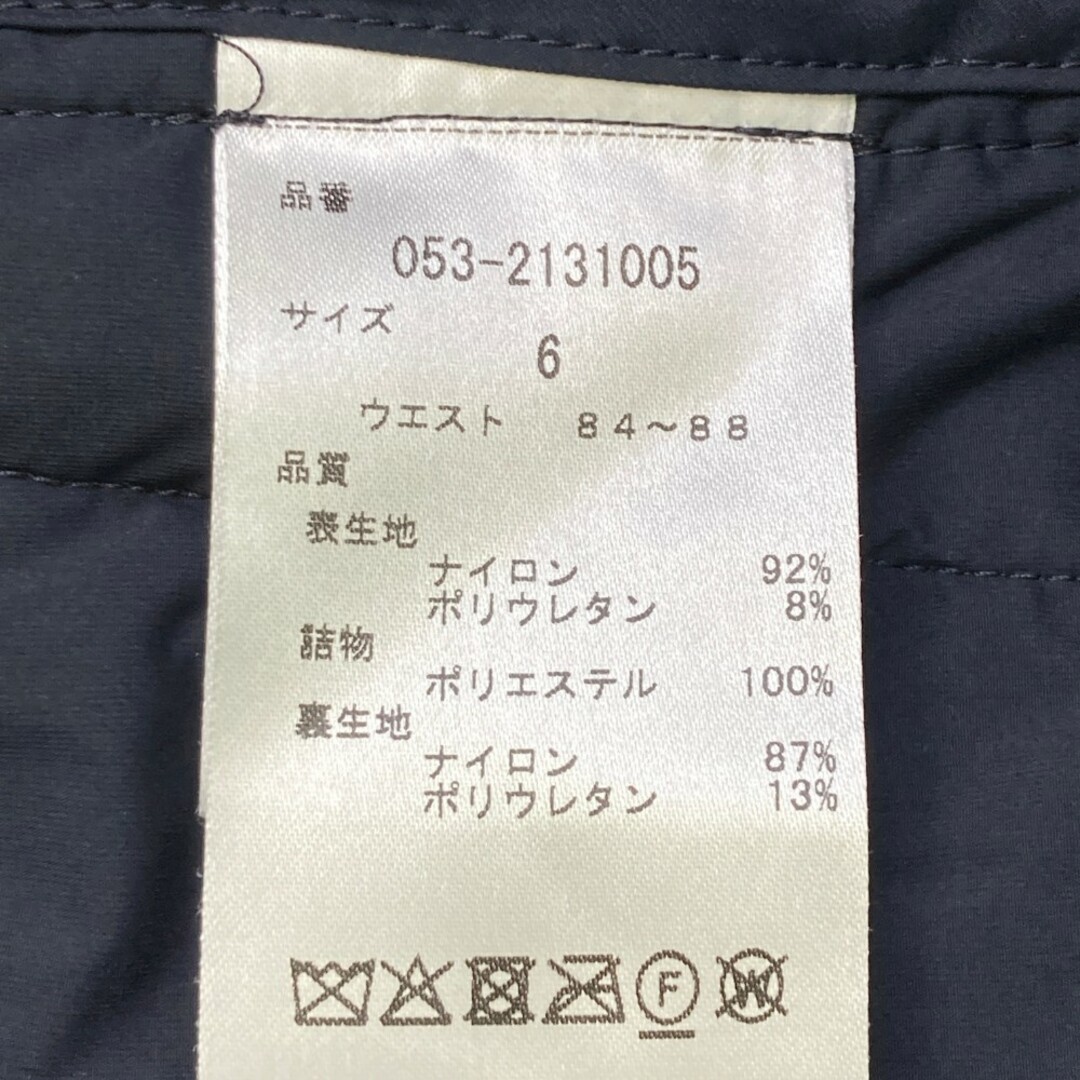 品番
053-2131005
サイズ
6
ウエスト 84～88
品質
表生地
ナイロン 92%
ポリウレタン 8%
詰物
ポリエステル 100%
裏生地
ナイロン 87%
ポリウレタン 13%
F W